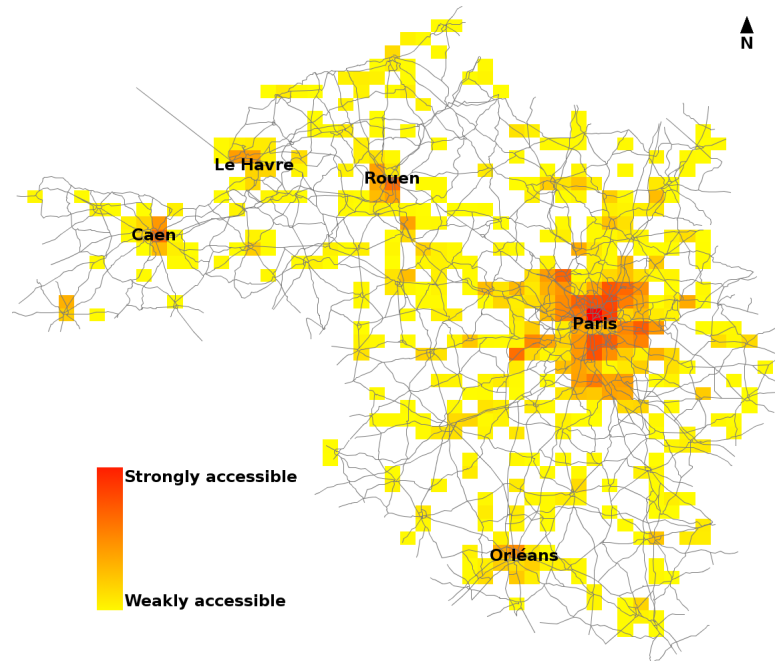 N
Le Havre
Rouen
Caen
Paris
Strongly accessible
Orléans
Weakly accessible